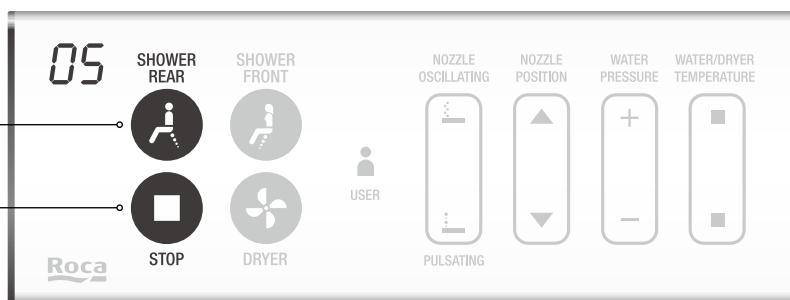 05
SHOWER
REAR
SHOWER
FRONT
NOZZLE
OSCILLATING
NOZZLE
POSITION
WATER
PRESSURE
WATER/DRYER
TEMPERATURE
USER
STOP
DRYER
PULSATING
Roca